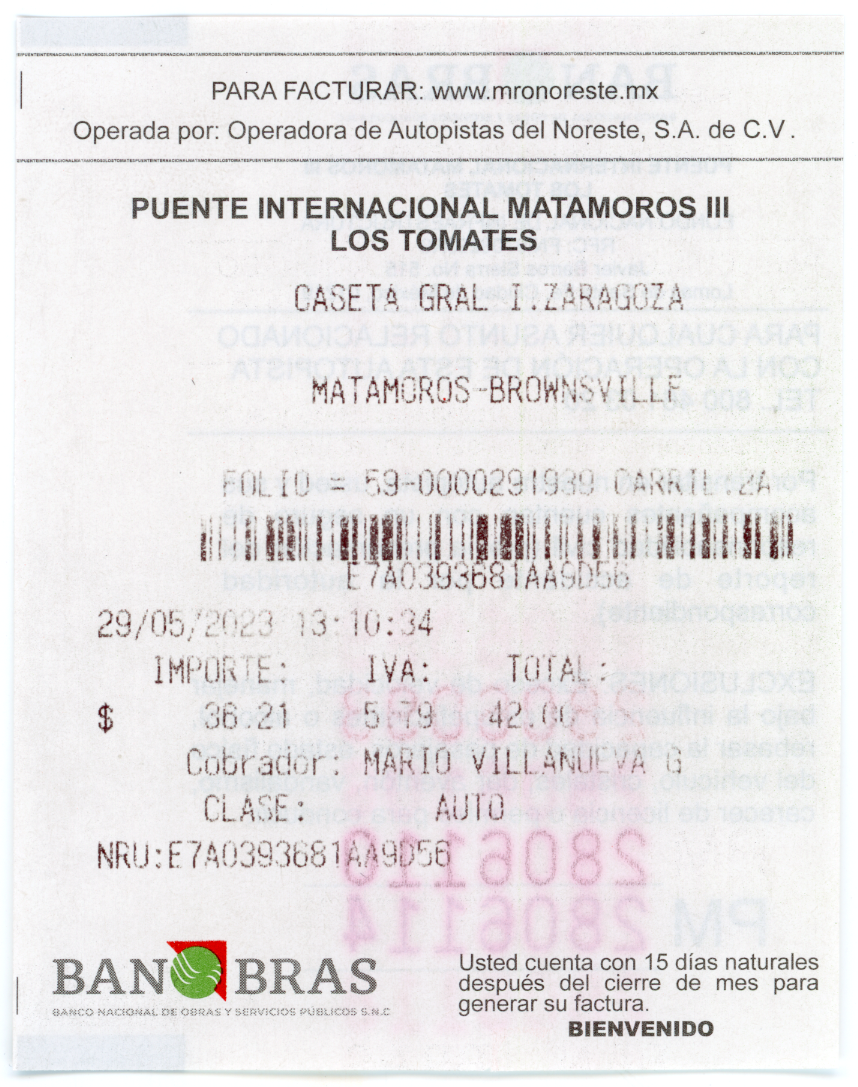 PARA FACTURAR: www.mronoreste.mx
Operada por: Operadora de Autopistas del Noreste, S.A. de C.V.
PUENTE INTERNACIONAL MATAMOROS III
LOS TOMATES
CASETA GRAL I ZARAGOZA
MATAMOROS-BROWNSVILLE
FOLIO = 59-0000291989 CARRIL:2A
E7A0393681AA9D56
29/05/2023 13:10:34
IMPORTE: IVA: TOTAL:
$ 36.21 5.79 42.00
Cobrador: MARIO VILLANUEVA G
CLASE: AUTO
NRU:E7A0393681AA9D56
BANOBRAS
BANCO NACIONAL DE OBRAS Y SERVICIOS PÚBLICOS S.N.C
Usted cuenta con 15 días naturales
después del cierre de mes para
generar su factura.
BIENVENIDO